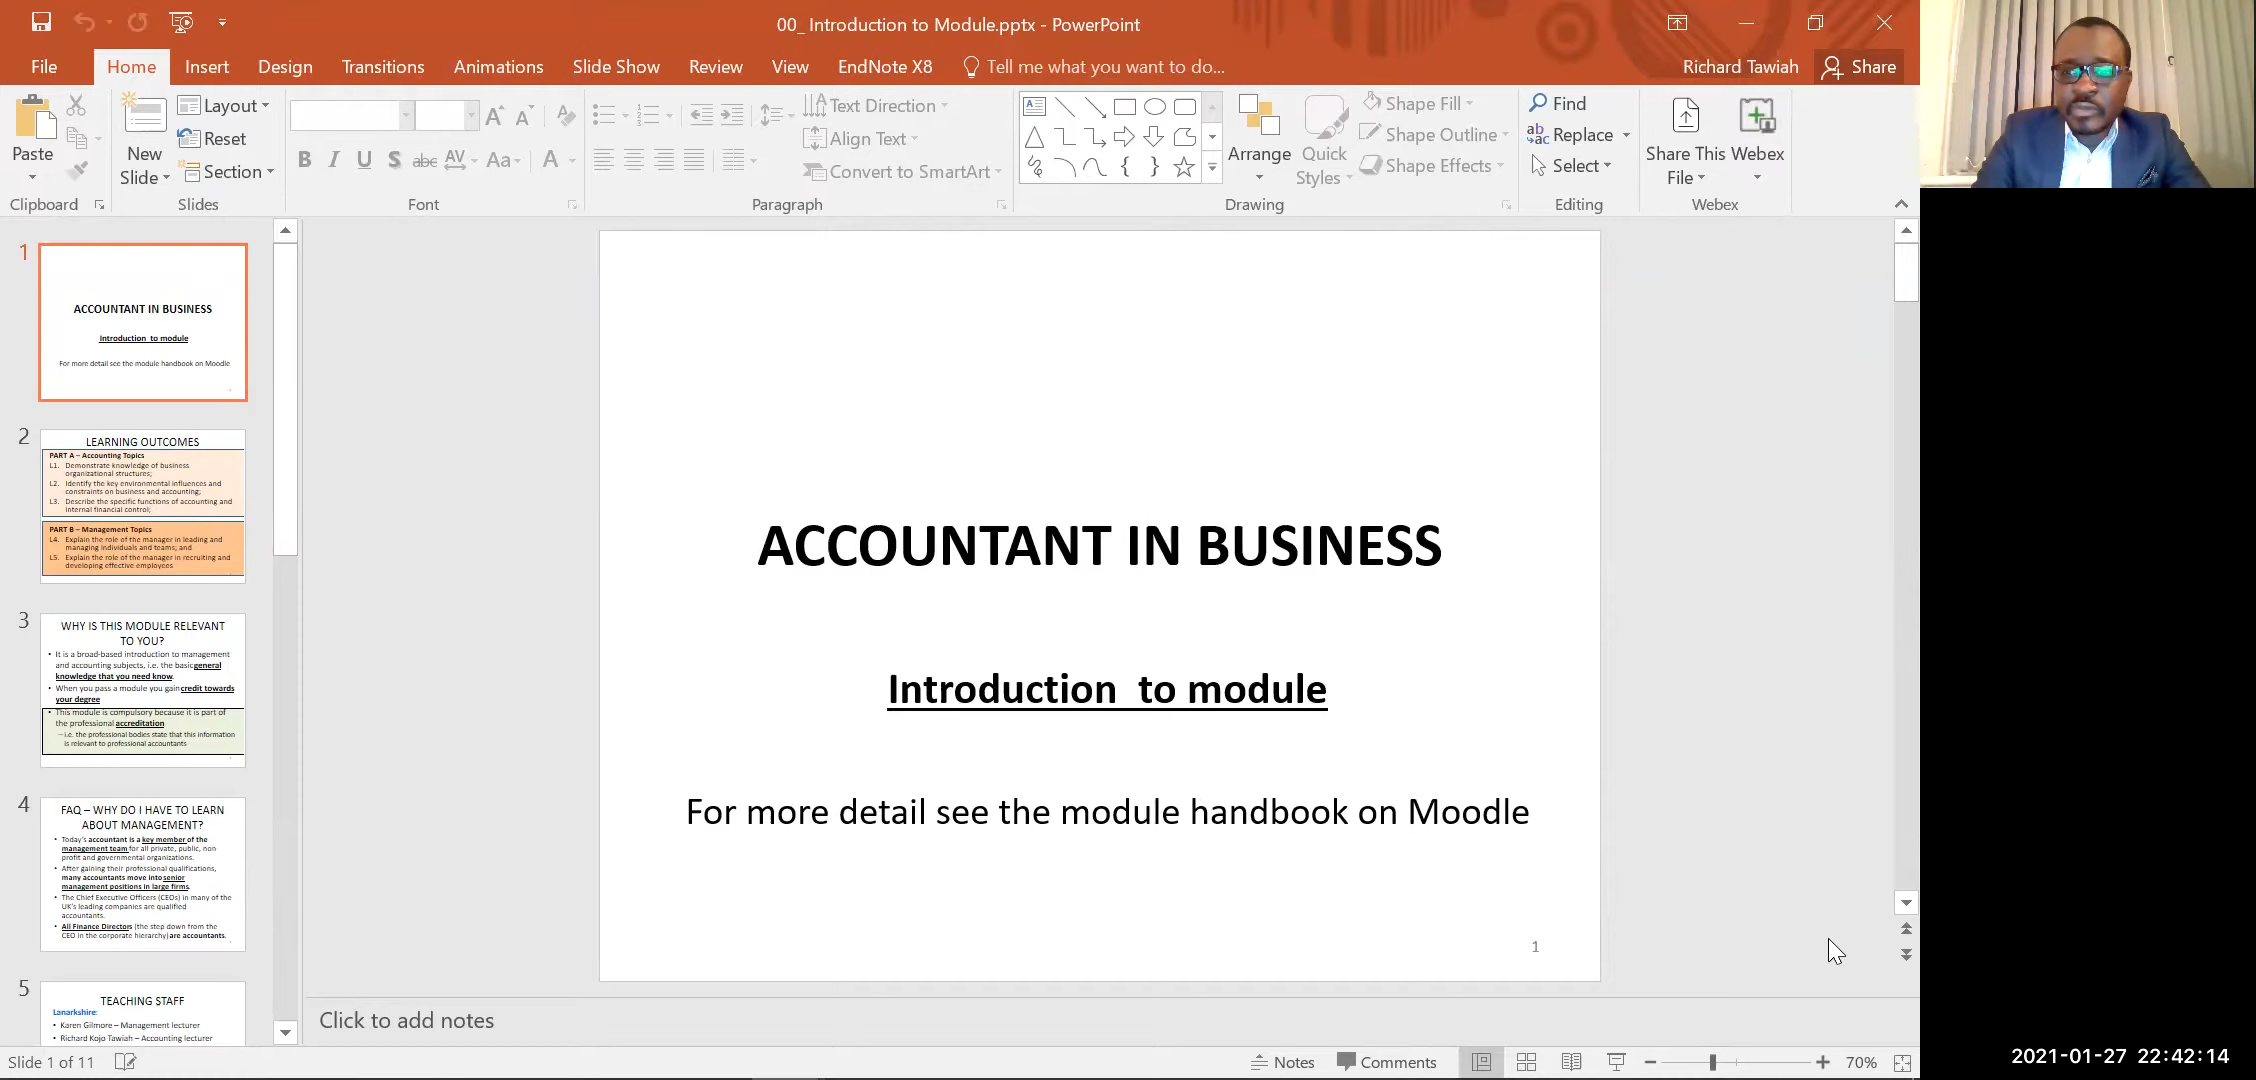 00_ Introduction to Module.pptx - PowerPoint
File Home Insert Design Transitions Animations Slide Show Review View EndNote X8 Tell me what you want to do... Richard Tawiah Share
Paste
Clipboard
New
Slide
Layout
Reset
Section
Slides
B I U S abc AV Aa A
Font
Text Direction
Align Text
Convert to SmartArt
Paragraph
Arrange
Quick
Styles
Shape Fill
Shape Outline
Shape Effects
Drawing
Find
Replace
Select
Editing
Share This
File
Webex
Webex
1
ACCOUNTANT IN BUSINESS
Introduction to module
For more detail see the module handbook on Moodle
2
LEARNING OUTCOMES
PART A – Accounting Topics
L1. Demonstrate knowledge of business
organizational structures;
L2. Identify the key environmental influences and
constraints on business and accounting;
L3. Describe the specific functions of accounting and
internal financial control;
PART B – Management Topics
L4. Explain the role of the manager in leading and
managing individuals and teams; and
L5. Explain the role of the manager in recruiting and
developing effective employees
3
WHY IS THIS MODULE RELEVANT
TO YOU?
• It is a broad-based introduction to management
and accounting subjects, i.e. the basic general
knowledge that you need know.
• When you pass a module you gain credit towards
your degree
• This module is compulsory because it is part of
the professional accreditation
– i.e. the professional bodies state that this information
is relevant to professional accountants
4
FAQ – WHY DO I HAVE TO LEARN
ABOUT MANAGEMENT?
• Today's accountant is a key member of the
management team for all private, public, non
profit and governmental organizations.
• After gaining their professional qualifications,
many accountants move into senior
management positions in large firms.
• The Chief Executive Officers (CEOs) in many of the
UK's leading companies are qualified
accountants.
• All Finance Directors (the step down from the
CEO in the corporate hierarchy) are accountants.
5
TEACHING STAFF
Lanarkshire:
• Karen Gilmore – Management lecturer
• Richard Kojo Tawiah – Accounting lecturer
ACCOUNTANT IN BUSINESS
Introduction to module
For more detail see the module handbook on Moodle
1
Click to add notes
Slide 1 of 11
Notes Comments 70%
2021-01-27 22:42:14